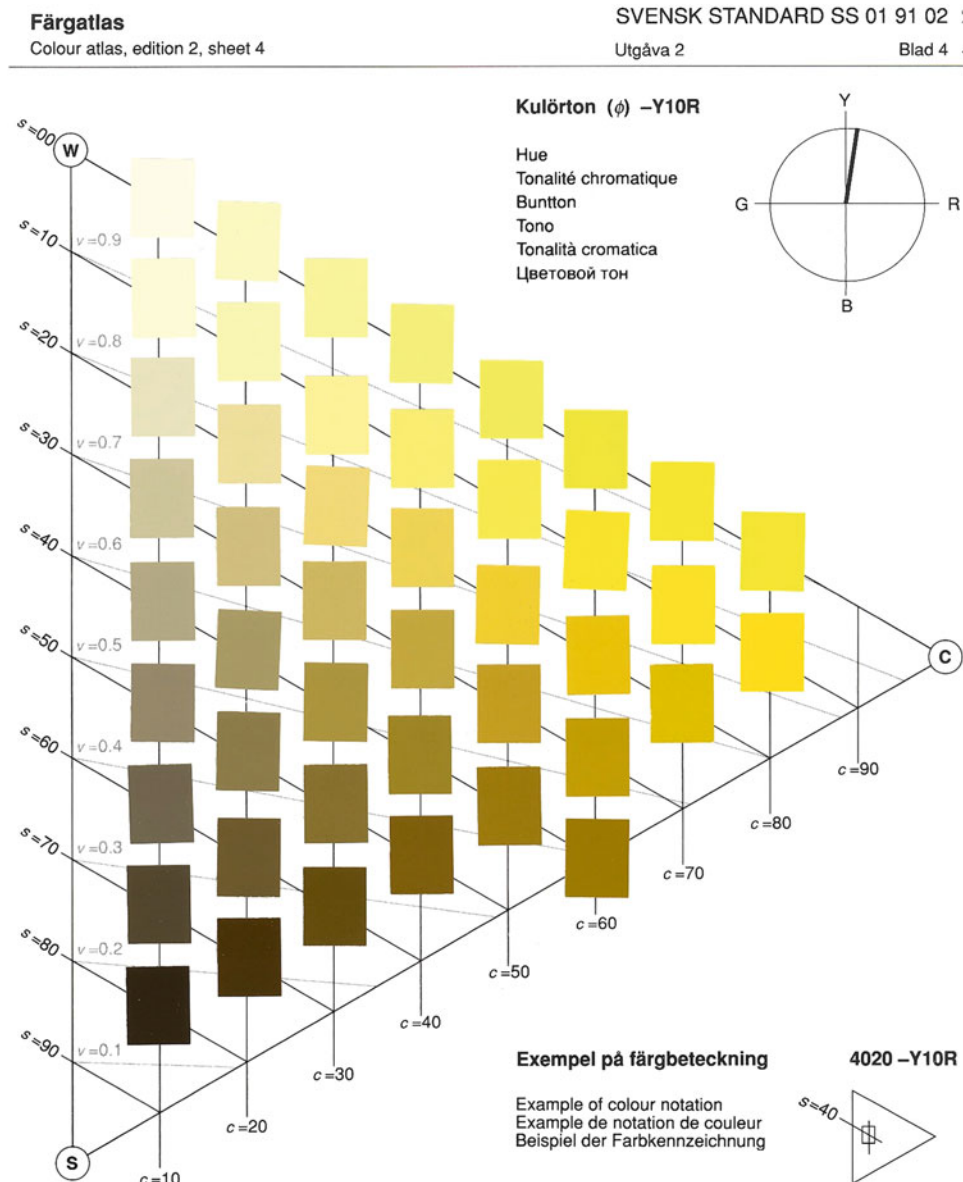 Färgatlas
Colour atlas, edition 2, sheet 4
SVENSK STANDARD SS 01 91 02
Utgåva 2
Blad 4
Kulörton (ϕ) –Y10R
Hue
Tonalité chromatique
Buntton
Tono
Tonalità cromatica
Цветовой тон
Y
G
R
B
W
s=00
s=10
v=0.9
s=20
v=0.8
s=30
v=0.7
s=40
v=0.6
s=50
v=0.5
s=60
v=0.4
s=70
v=0.3
s=80
v=0.2
s=90
v=0.1
S
C
c=90
c=80
c=70
c=60
c=50
c=40
c=30
c=20
c=10
Exempel på färgbeteckning
4020 –Y10R
Example of colour notation
Example de notation de couleur
Beispiel der Farbkennzeichnung
s=40